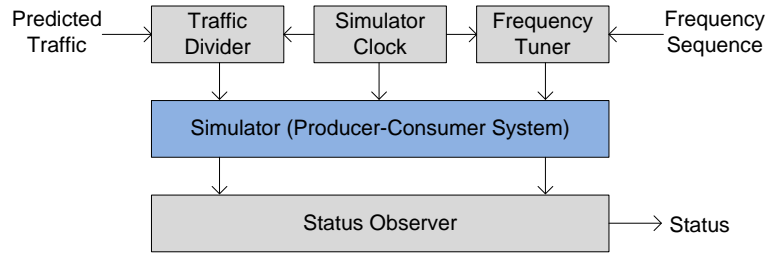 Predicted
Traffic
Traffic
Divider
Simulator
Clock
Frequency
Tuner
Frequency
Sequence
Simulator (Producer-Consumer System)
Status Observer
Status